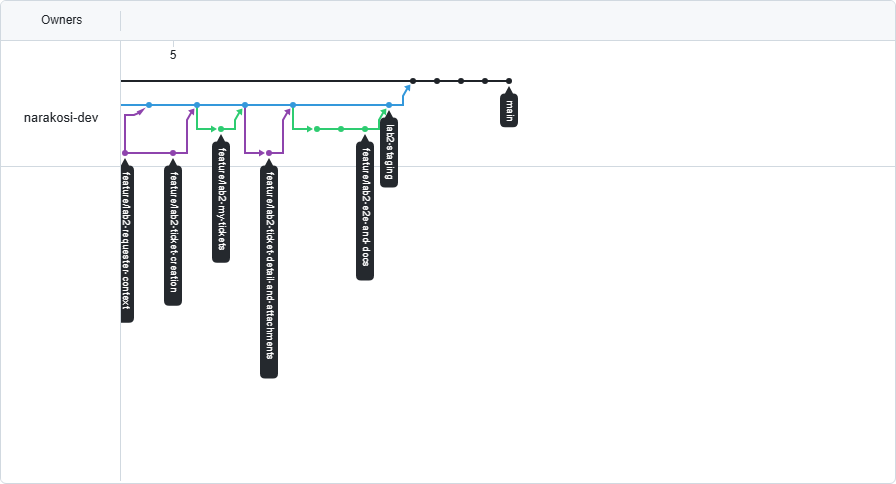 Owners
5
narakosi-dev
main
lab2-staging
feature/lab2-requester-context
feature/lab2-ticket-creation
feature/lab2-my-tickets
feature/lab2-ticket-detail-and-attachments
feature/lab2-e2e-and-docs